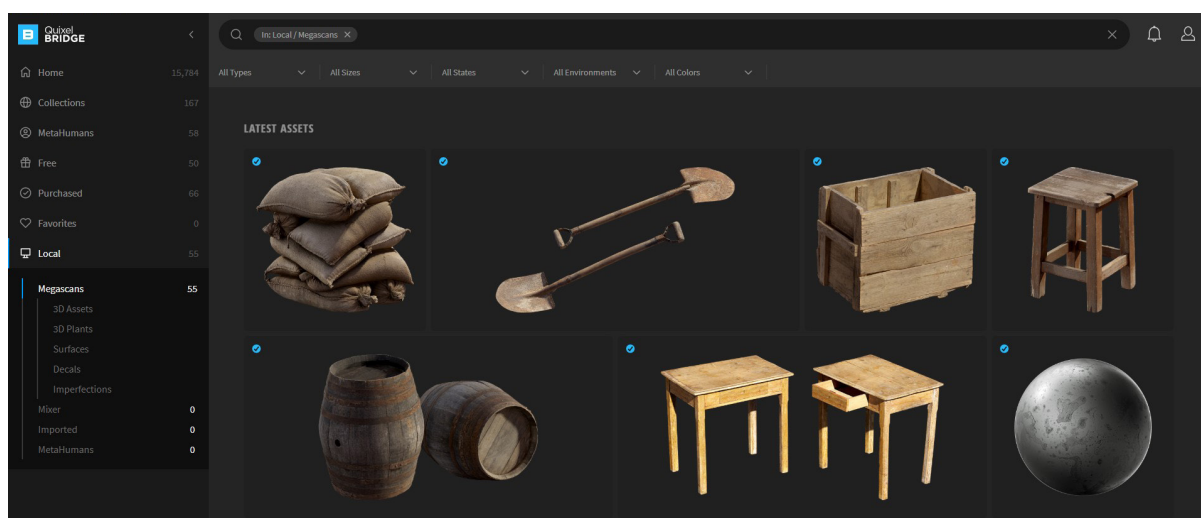 Quixel
BRIDGE
In: Local / Megascans
Home 15,784
Collections 167
MetaHumans 58
Free 50
Purchased 66
Favorites 0
Local 55
Megascans 55
3D Assets
3D Plants
Surfaces
Decals
Imperfections
Mixer 0
Imported 0
MetaHumans 0
All Types All Sizes All States All Environments All Colors
LATEST ASSETS